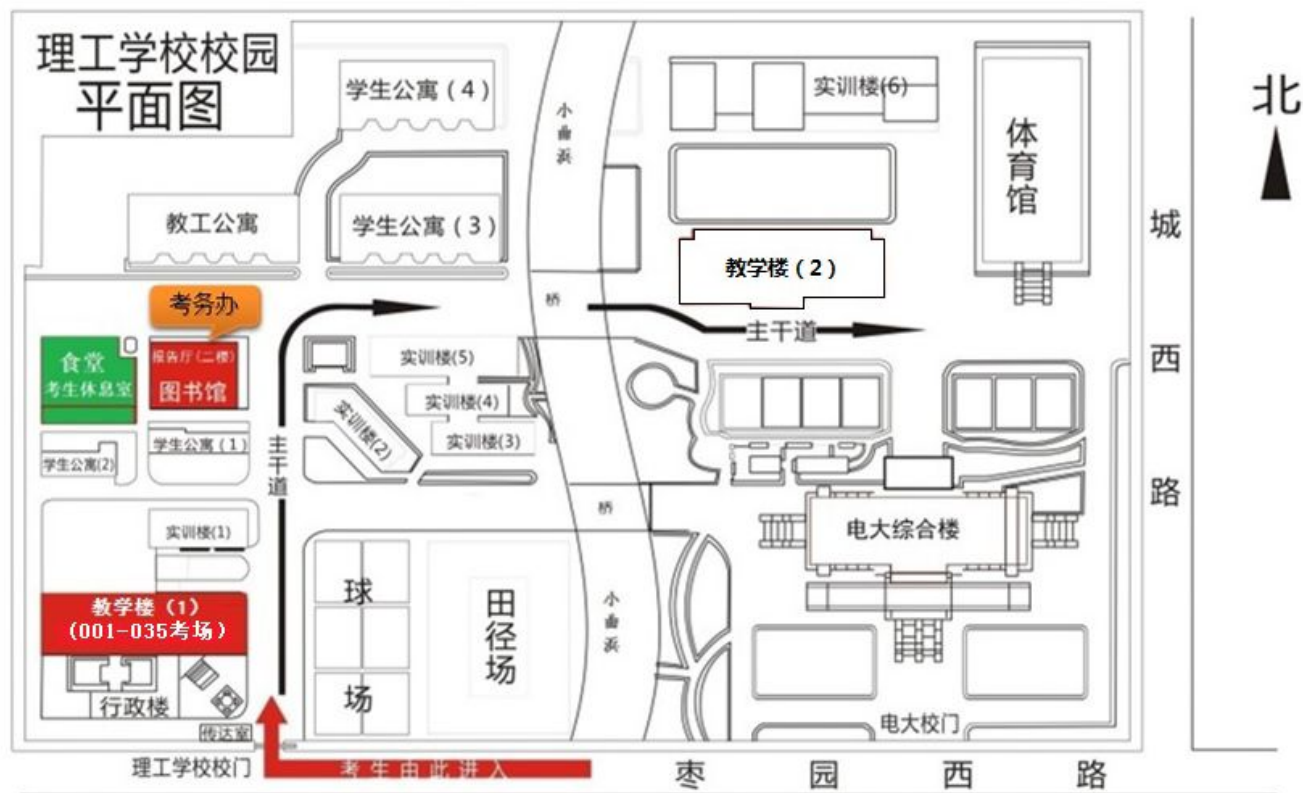 理工学校校园
平面图
北
学生公寓（4）
小曲浜
实训楼(6)
体育馆
教工公寓
学生公寓（3）
教学楼（2）
城西路
考务办
桥
主干道
食堂
考生休息室
报告厅(二楼)
图书馆
实训楼(5)
实训楼(4)
实训楼(3)
实训楼(2)
学生公寓(2)
学生公寓（1）
主干道
实训楼(1)
桥
电大综合楼
教学楼（1）
（001-035考场）
球场
田径场
小曲浜
行政楼
传达室
电大校门
理工学校校门
考生由此进入
枣园西路